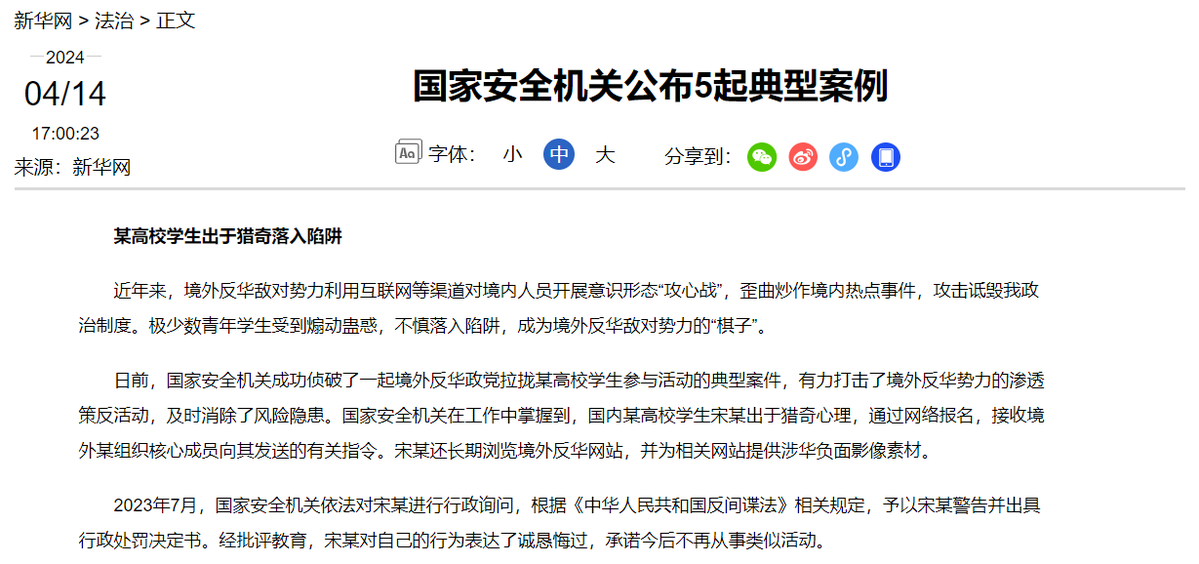 新华网 > 法治 > 正文
2024
04/14
17:00:23
来源：新华网
国家安全机关公布5起典型案例
Aa 字体： 小 中 大 分享到：
某高校学生出于猎奇落入陷阱
近年来，境外反华敌对势力利用互联网等渠道对境内人员开展意识形态“攻心战”，歪曲炒作境内热点事件，攻击诋毁我政
治制度。极少数青年学生受到煽动蛊惑，不慎落入陷阱，成为境外反华敌对势力的“棋子”。
日前，国家安全机关成功侦破了一起境外反华政党拉拢某高校学生参与活动的典型案件，有力打击了境外反华势力的渗透
策反活动，及时消除了风险隐患。国家安全机关在工作中掌握到，国内某高校学生宋某出于猎奇心理，通过网络报名，接收境
外某组织核心成员向其发送的有关指令。宋某还长期浏览境外反华网站，并为相关网站提供涉华负面影像素材。
2023年7月，国家安全机关依法对宋某进行行政询问，根据《中华人民共和国反间谍法》相关规定，予以宋某警告并出具
行政处罚决定书。经批评教育，宋某对自己的行为表达了诚恳悔过，承诺今后不再从事类似活动。